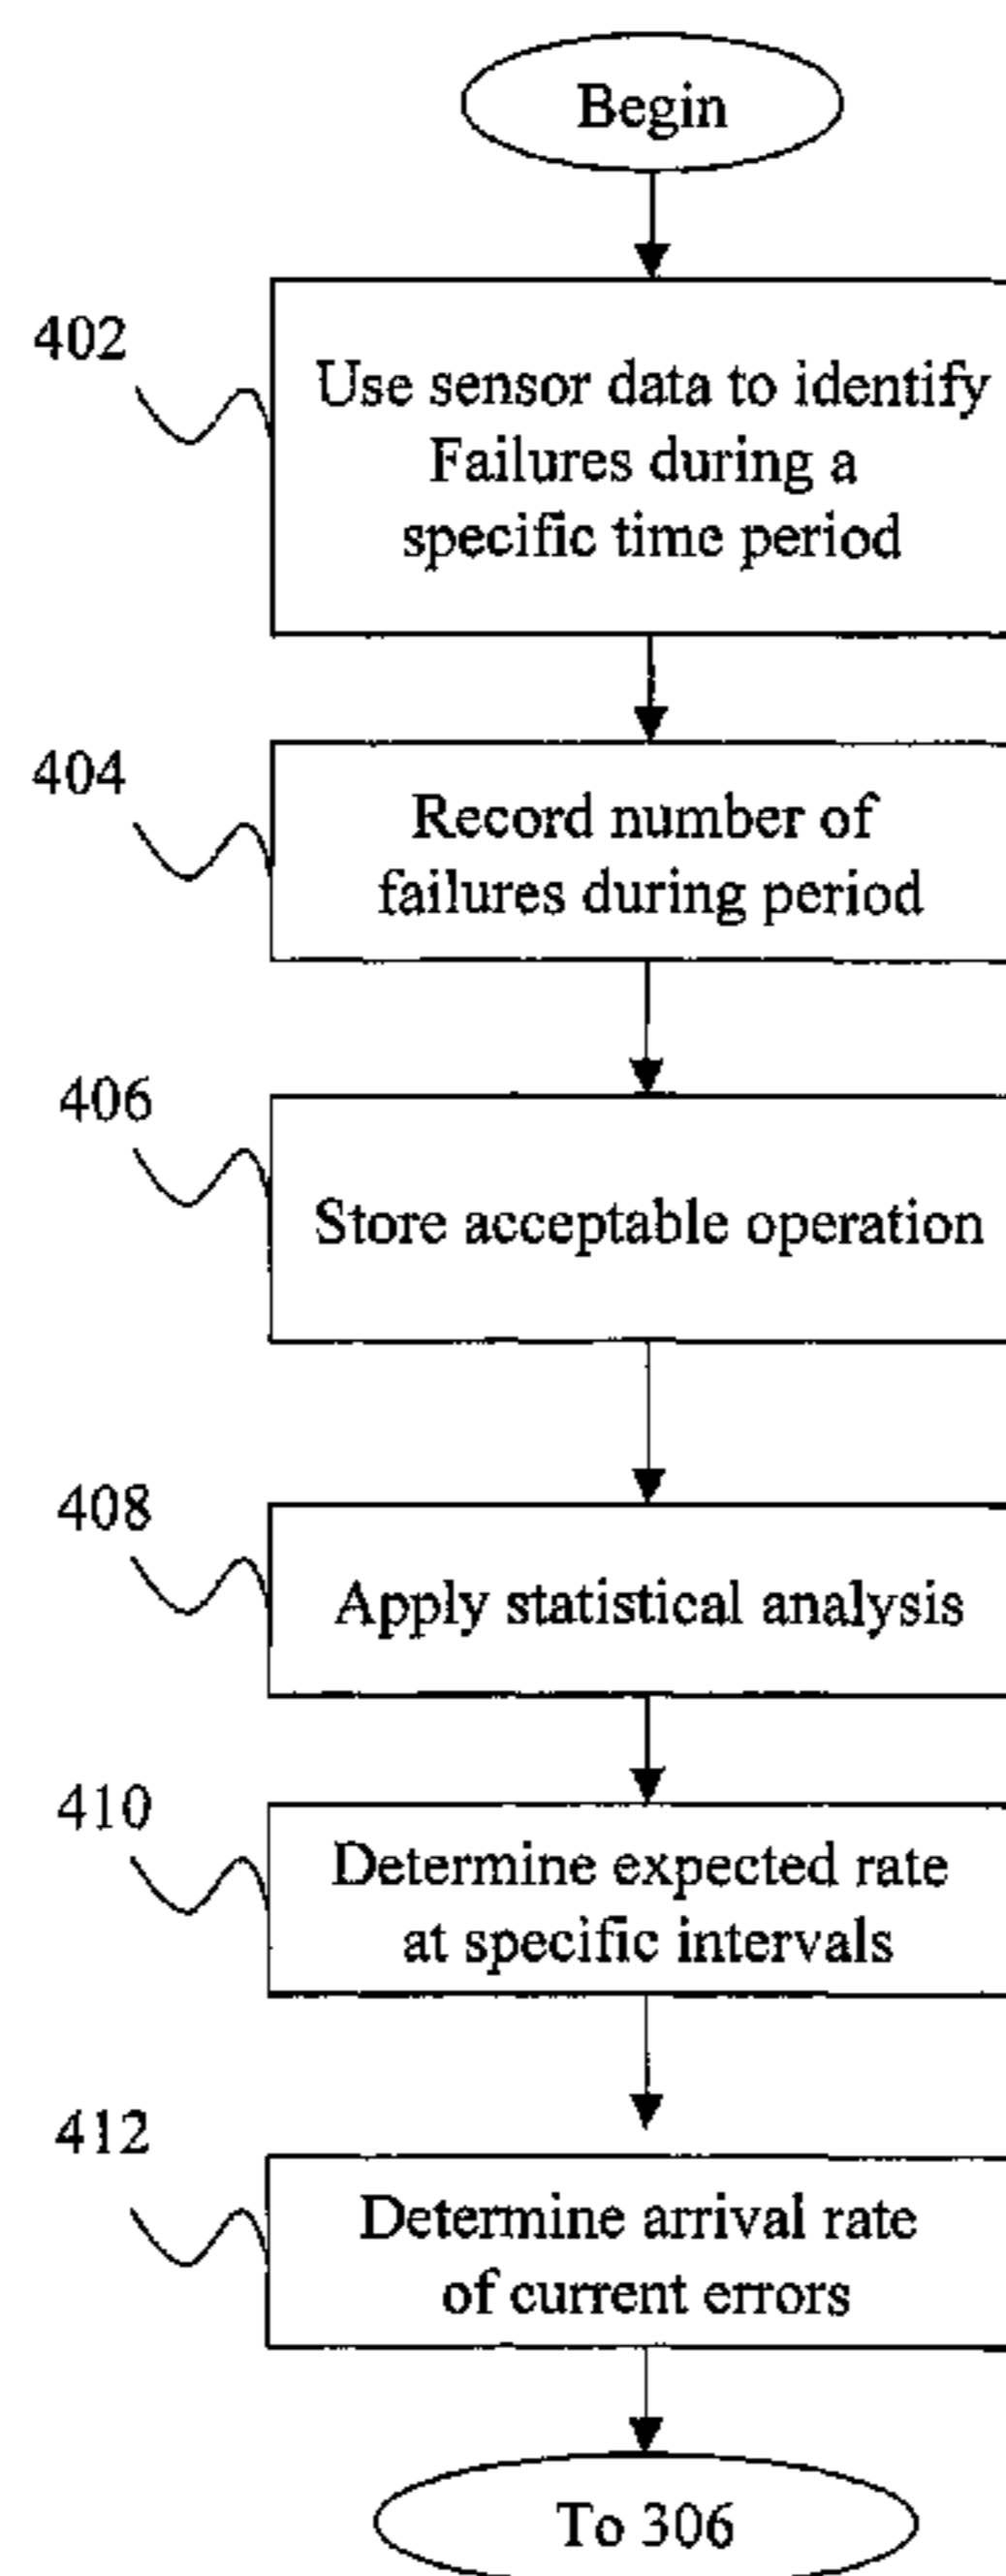 Begin
402
Use sensor data to identify
Failures during a
specific time period
404
Record number of
failures during period
406
Store acceptable operation
408
Apply statistical analysis
410
Determine expected rate
at specific intervals
412
Determine arrival rate
of current errors
To 306